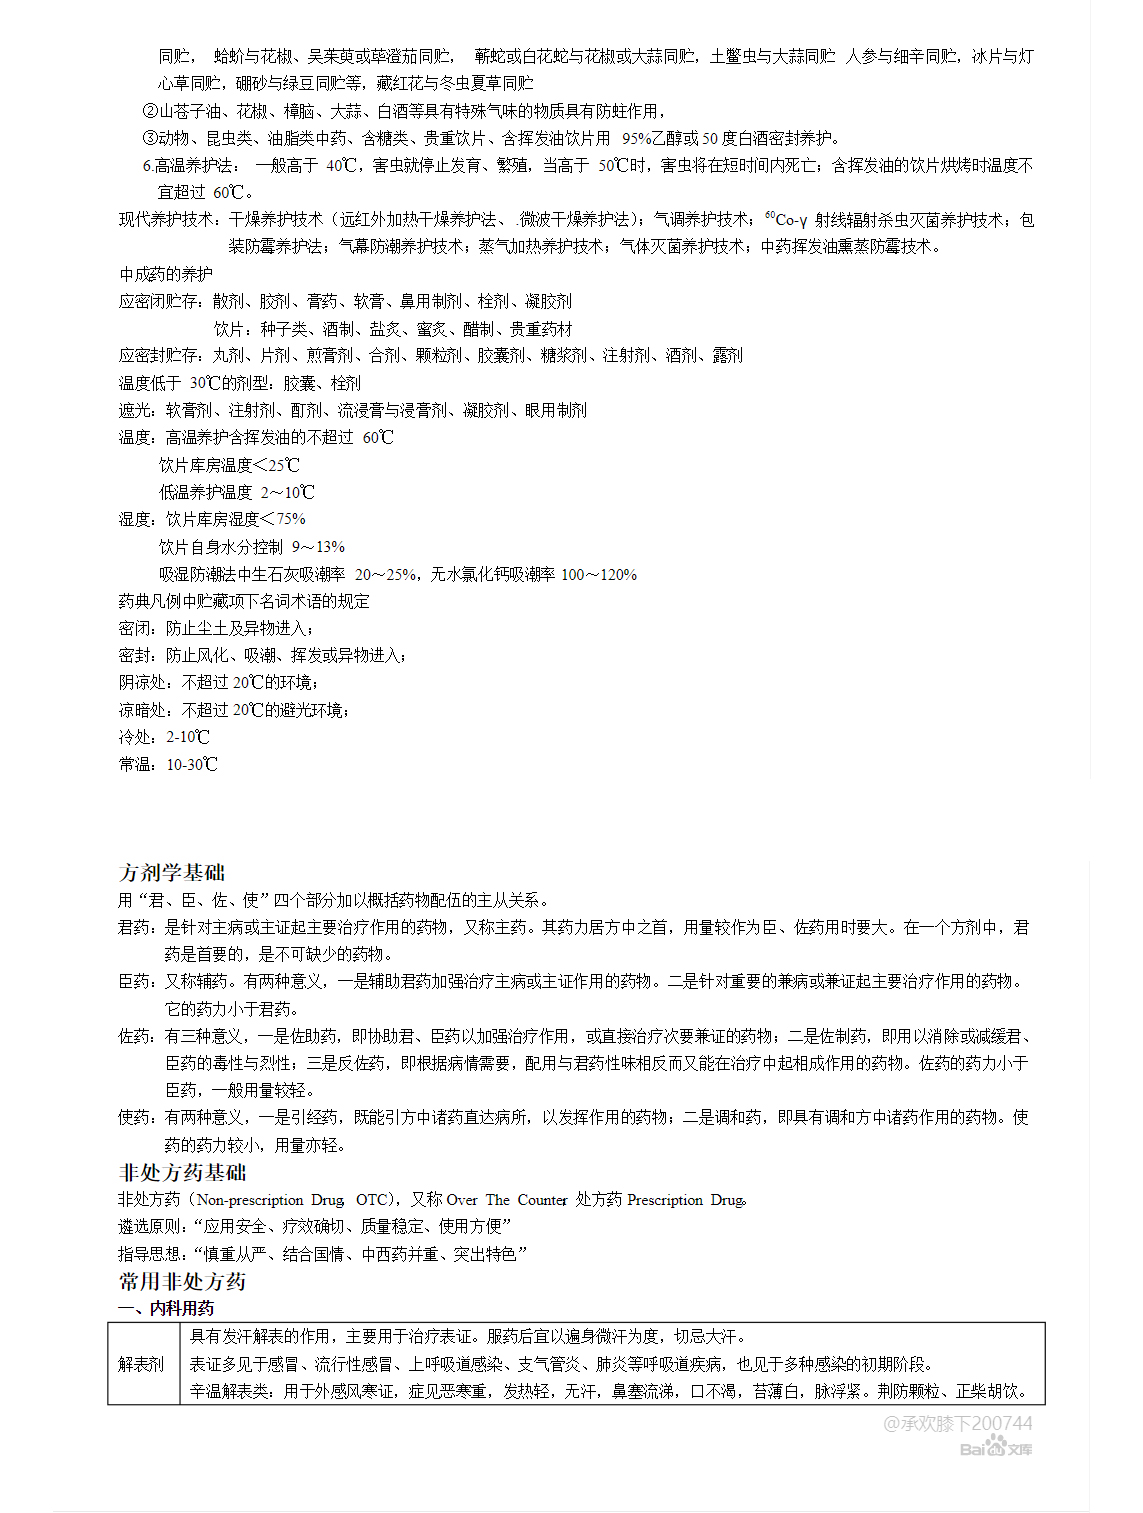 同贮， 蛤蚧与花椒、吴茱萸或荜澄茄同贮， 蕲蛇或白花蛇与花椒或大蒜同贮，土鳖虫与大蒜同贮 人参与细辛同贮，冰片与灯
心草同贮，硼砂与绿豆同贮等，藏红花与冬虫夏草同贮
②山苍子油、花椒、樟脑、大蒜、白酒等具有特殊气味的物质具有防蛀作用，
③动物、昆虫类、油脂类中药、含糖类、贵重饮片、含挥发油饮片用 95%乙醇或 50 度白酒密封养护。
6.高温养护法： 一般高于 40℃，害虫就停止发育、繁殖，当高于 50℃时，害虫将在短时间内死亡；含挥发油的饮片烘烤时温度不
宜超过 60℃。
现代养护技术：干燥养护技术（远红外加热干燥养护法、.微波干燥养护法）；气调养护技术；60Co-γ 射线辐射杀虫灭菌养护技术；包
装防霉养护法；气幕防潮养护技术；蒸气加热养护技术；气体灭菌养护技术；中药挥发油熏蒸防霉技术。
中成药的养护
应密闭贮存：散剂、胶剂、膏药、软膏、鼻用制剂、栓剂、凝胶剂
饮片：种子类、酒制、盐炙、蜜炙、醋制、贵重药材
应密封贮存：丸剂、片剂、煎膏剂、合剂、颗粒剂、胶囊剂、糖浆剂、注射剂、酒剂、露剂
温度低于 30℃的剂型：胶囊、栓剂
遮光：软膏剂、注射剂、酊剂、流浸膏与浸膏剂、凝胶剂、眼用制剂
温度：高温养护含挥发油的不超过 60℃
饮片库房温度＜25℃
低温养护温度 2～10℃
湿度：饮片库房湿度＜75%
饮片自身水分控制 9～13%
吸湿防潮法中生石灰吸潮率 20～25%，无水氯化钙吸潮率 100～120%
药典凡例中贮藏项下名词术语的规定
密闭：防止尘土及异物进入；
密封：防止风化、吸潮、挥发或异物进入；
阴凉处：不超过 20℃的环境；
凉暗处：不超过 20℃的避光环境；
冷处：2-10℃
常温：10-30℃
方剂学基础
用“君、臣、佐、使”四个部分加以概括药物配伍的主从关系。
君药：是针对主病或主证起主要治疗作用的药物，又称主药。其药力居方中之首，用量较作为臣、佐药用时要大。在一个方剂中，君
药是首要的，是不可缺少的药物。
臣药：又称辅药。有两种意义，一是辅助君药加强治疗主病或主证作用的药物。二是针对重要的兼病或兼证起主要治疗作用的药物。
它的药力小于君药。
佐药：有三种意义，一是佐助药，即协助君、臣药以加强治疗作用，或直接治疗次要兼证的药物；二是佐制药，即用以消除或减缓君、
臣药的毒性与烈性；三是反佐药，即根据病情需要，配用与君药性味相反而又能在治疗中起相成作用的药物。佐药的药力小于
臣药，一般用量较轻。
使药：有两种意义，一是引经药，既能引方中诸药直达病所，以发挥作用的药物；二是调和药，即具有调和方中诸药作用的药物。使
药的药力较小，用量亦轻。
非处方药基础
非处方药（Non-prescription Drug，OTC），又称 Over The Counter，处方药 Prescription Drug。
遴选原则：“应用安全、疗效确切、质量稳定、使用方便”
指导思想：“慎重从严、结合国情、中西药并重、突出特色”
常用非处方药
一、内科用药
具有发汗解表的作用，主要用于治疗表证。服药后宜以遍身微汗为度，切忌大汗。
解表剂 表证多见于感冒、流行性感冒、上呼吸道感染、支气管炎、肺炎等呼吸道疾病，也见于多种感染的初期阶段。
辛温解表类：用于外感风寒证，症见恶寒重，发热轻，无汗，鼻塞流涕，口不渴，苔薄白，脉浮紧。荆防颗粒、正柴胡饮。
@承欢膝下200744
Bai du 文库